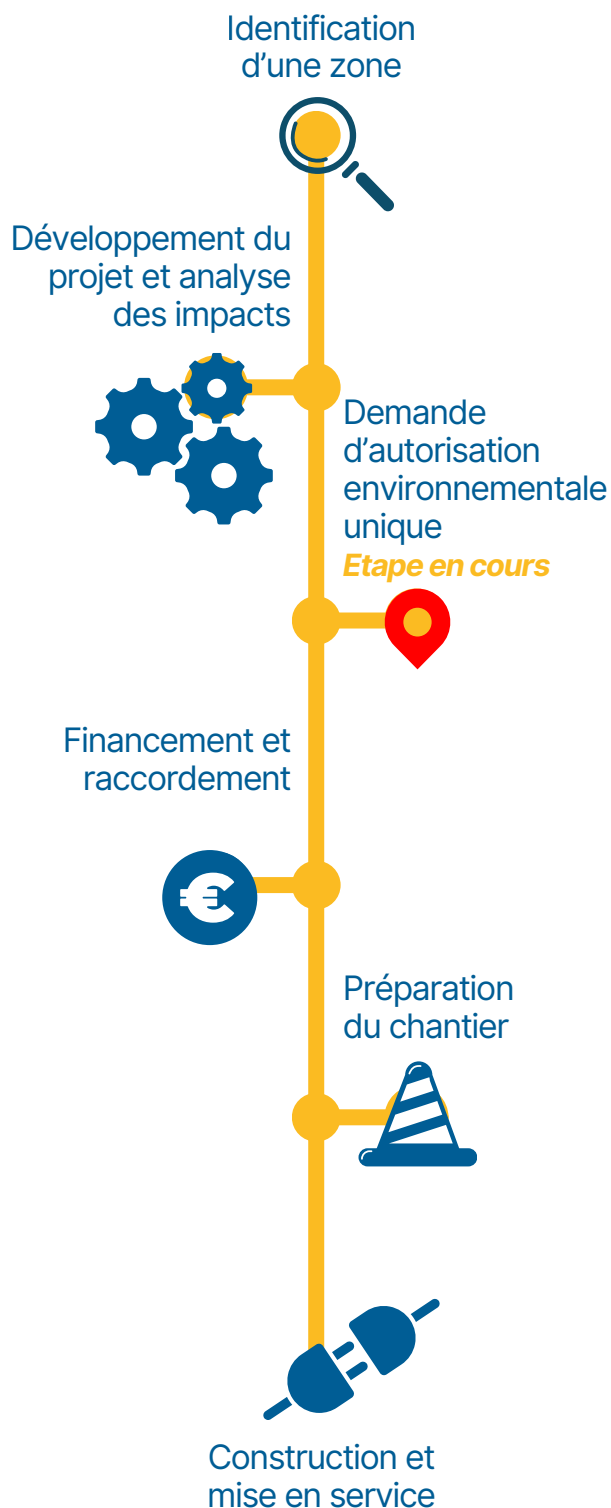 Identification
d’une zone
Développement du
projet et analyse
des impacts
Demande
d’autorisation
environnementale
unique
Etape en cours
Financement et
raccordement
€
Préparation
du chantier
Construction et
mise en service